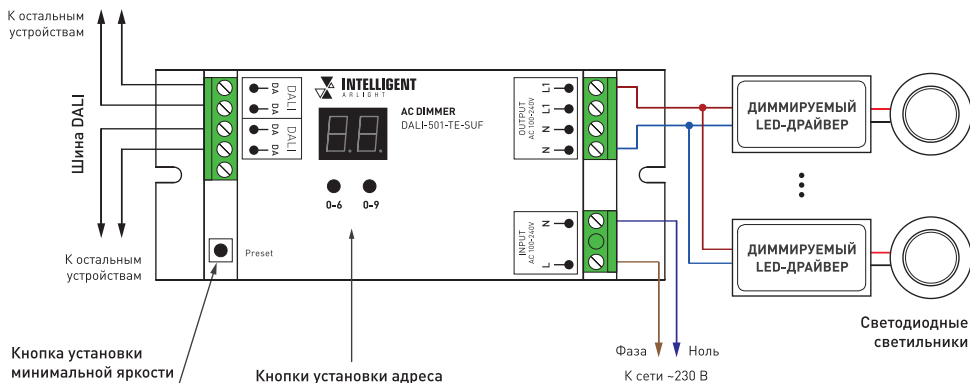 К остальным
устройствам
Шина DALI
К остальным
устройствам
DA
DA
DALI
DA
DA
DALI
INTELLIGENT
ARLIGHT
AC DIMMER
DALI-501-TE-SUF
8.8.
0-6
0-9
Preset
OUTPUT
AC 100-240V
L1
L1
N
N
INPUT
AC 100-240V
N
L
ДИММИРУЕМЫЙ
LED-ДРАЙВЕР
ДИММИРУЕМЫЙ
LED-ДРАЙВЕР
Светодиодные
светильники
Фаза
Ноль
К сети ~230 В
Кнопка установки
минимальной яркости
Кнопки установки адреса